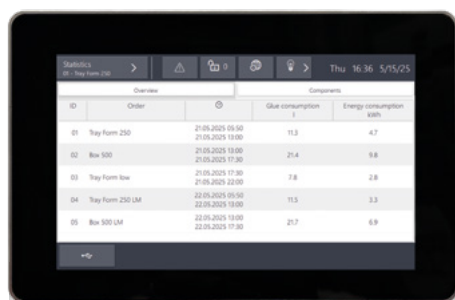 Statistics
01 - Tray Form 250
0
Thu 16:36 5/15/25
Overview
Components
ID Order Glue consumption l Energy consumption kWh
01 Tray Form 250 21.05.2025 05:50 21.05.2025 13:00 11.3 4.7
02 Box 500 21.05.2025 13:00 21.05.2025 17:30 21.4 9.8
03 Tray Form low 21.05.2025 17:30 21.05.2025 22:00 7.8 2.8
04 Tray Form 250 LM 22.05.2025 05:50 22.05.2025 13:00 11.5 3.3
05 Box 500 LM 22.05.2025 13:00 22.05.2025 17:30 21.7 6.9